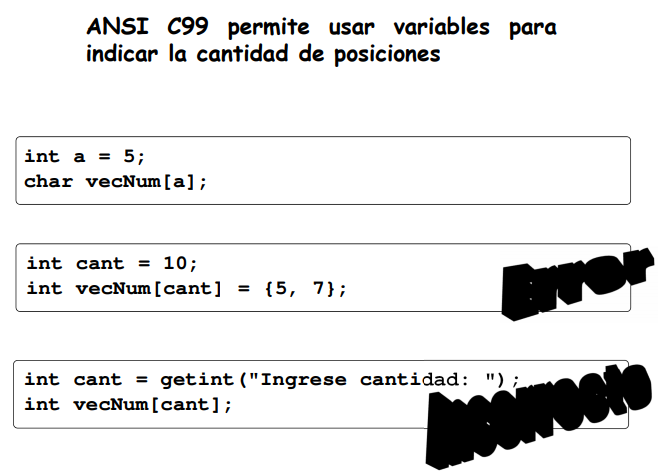 ANSI C99 permite usar variables para
indicar la cantidad de posiciones
int a = 5;
char vecNum[a];
int cant = 10;
int vecNum[cant] = {5, 7};
Error
int cant = getint("Ingrese cantidad: ");
int vecNum[cant];
Incorrecto